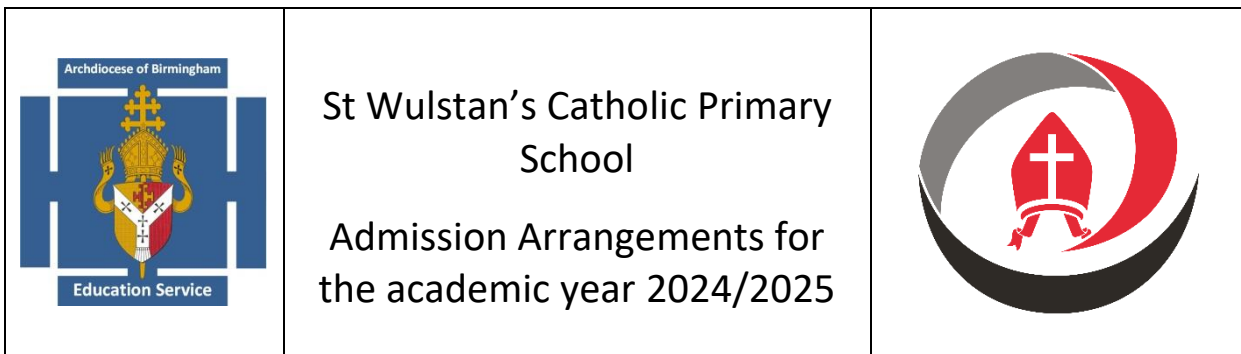 Archdiocese of Birmingham
Education Service
St Wulstan's Catholic Primary
School
Admission Arrangements for
the academic year 2024/2025